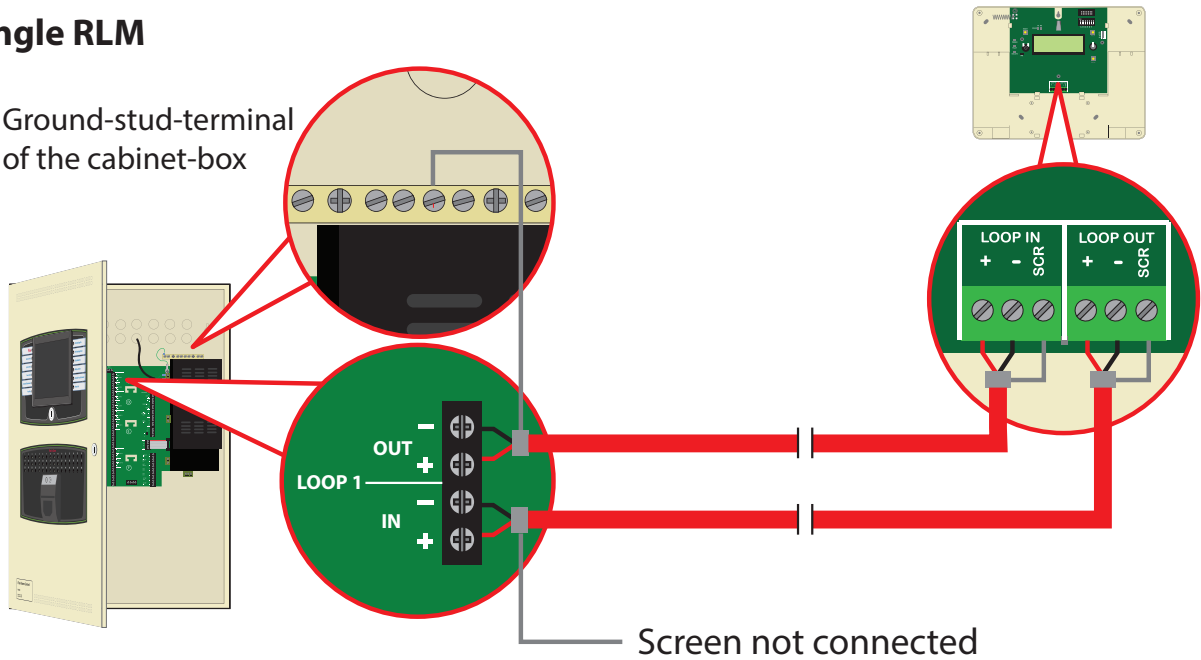 ngle RLM
Ground-stud-terminal
of the cabinet-box
LOOP IN
+ - SCR
LOOP OUT
+ - SCR
-
OUT
+
LOOP 1
-
IN
+
Screen not connected